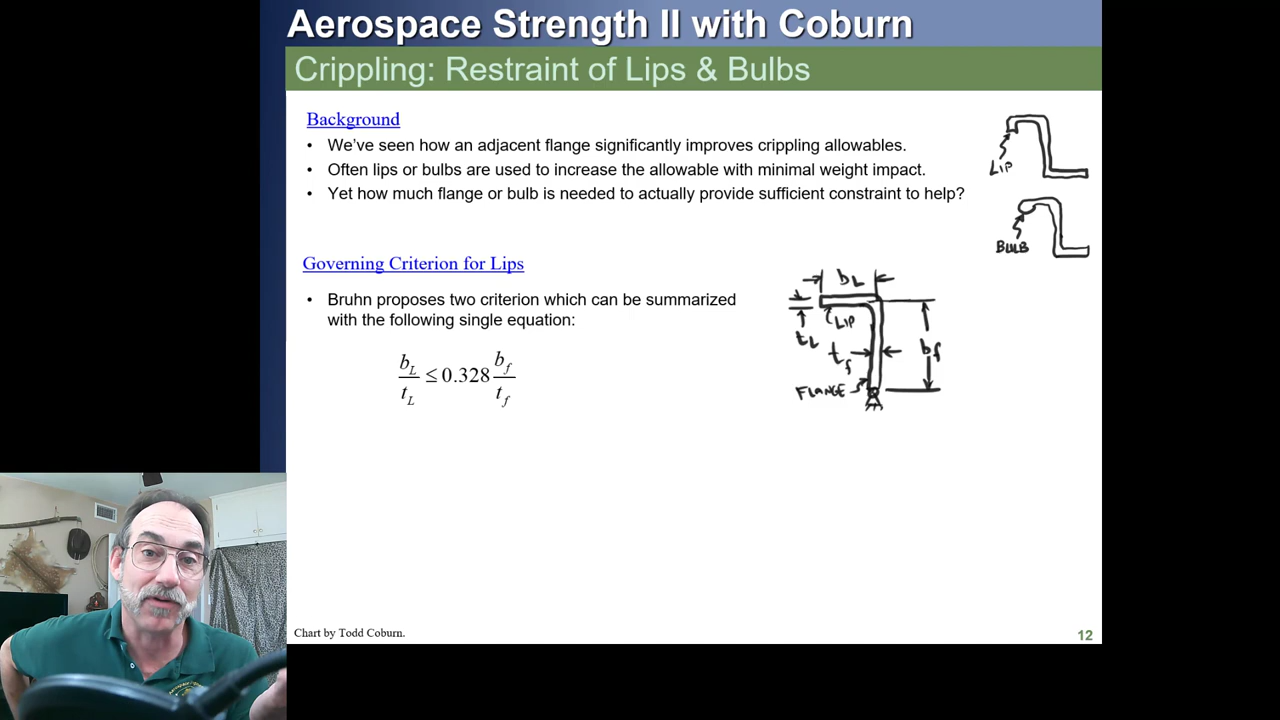 Aerospace Strength II with Coburn
Crippling: Restraint of Lips & Bulbs
Background
• We've seen how an adjacent flange significantly improves crippling allowables.
• Often lips or bulbs are used to increase the allowable with minimal weight impact.
• Yet how much flange or bulb is needed to actually provide sufficient constraint to help?
LIP
BULB
Governing Criterion for Lips
• Bruhn proposes two criterion which can be summarized
with the following single equation:
b_L/t_L ≤ 0.328 b_f/t_f
b_L
LIP
t_L
t_f
b_f
FLANGE
Chart by Todd Coburn.
12